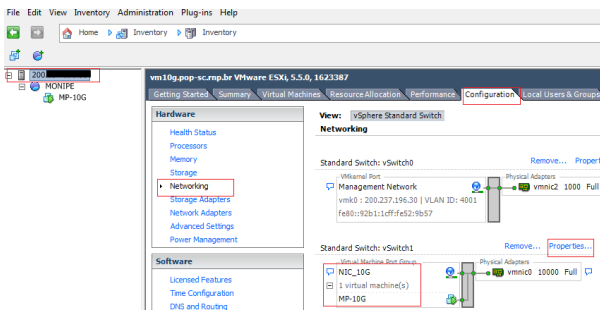 File Edit View Inventory Administration Plug-ins Help
Home Inventory Inventory
200.
MONIPE
MP-10G
vm10g.pop-sc.rnp.br VMware ESXi, 5.5.0, 1623387
Getting Started Summary Virtual Machines Resource Allocation Performance Configuration Local Users & Groups
Hardware
Health Status
Processors
Memory
Storage
Networking
Storage Adapters
Network Adapters
Advanced Settings
Power Management
Software
Licensed Features
Time Configuration
DNS and Routing
View: vSphere Standard Switch
Networking
Standard Switch: vSwitch0 Remove... Propert
VMkernel Port Physical Adapters
Management Network vmnic2 1000 Full
vmk0 : 200.237.196.30 | VLAN ID: 4001
fe80::92b1:1cff:fe52:9b57
Standard Switch: vSwitch1 Remove... Properties...
Virtual Machine Port Group Physical Adapters
NIC_10G vmnic0 10000 Full
1 virtual machine(s)
MP-10G